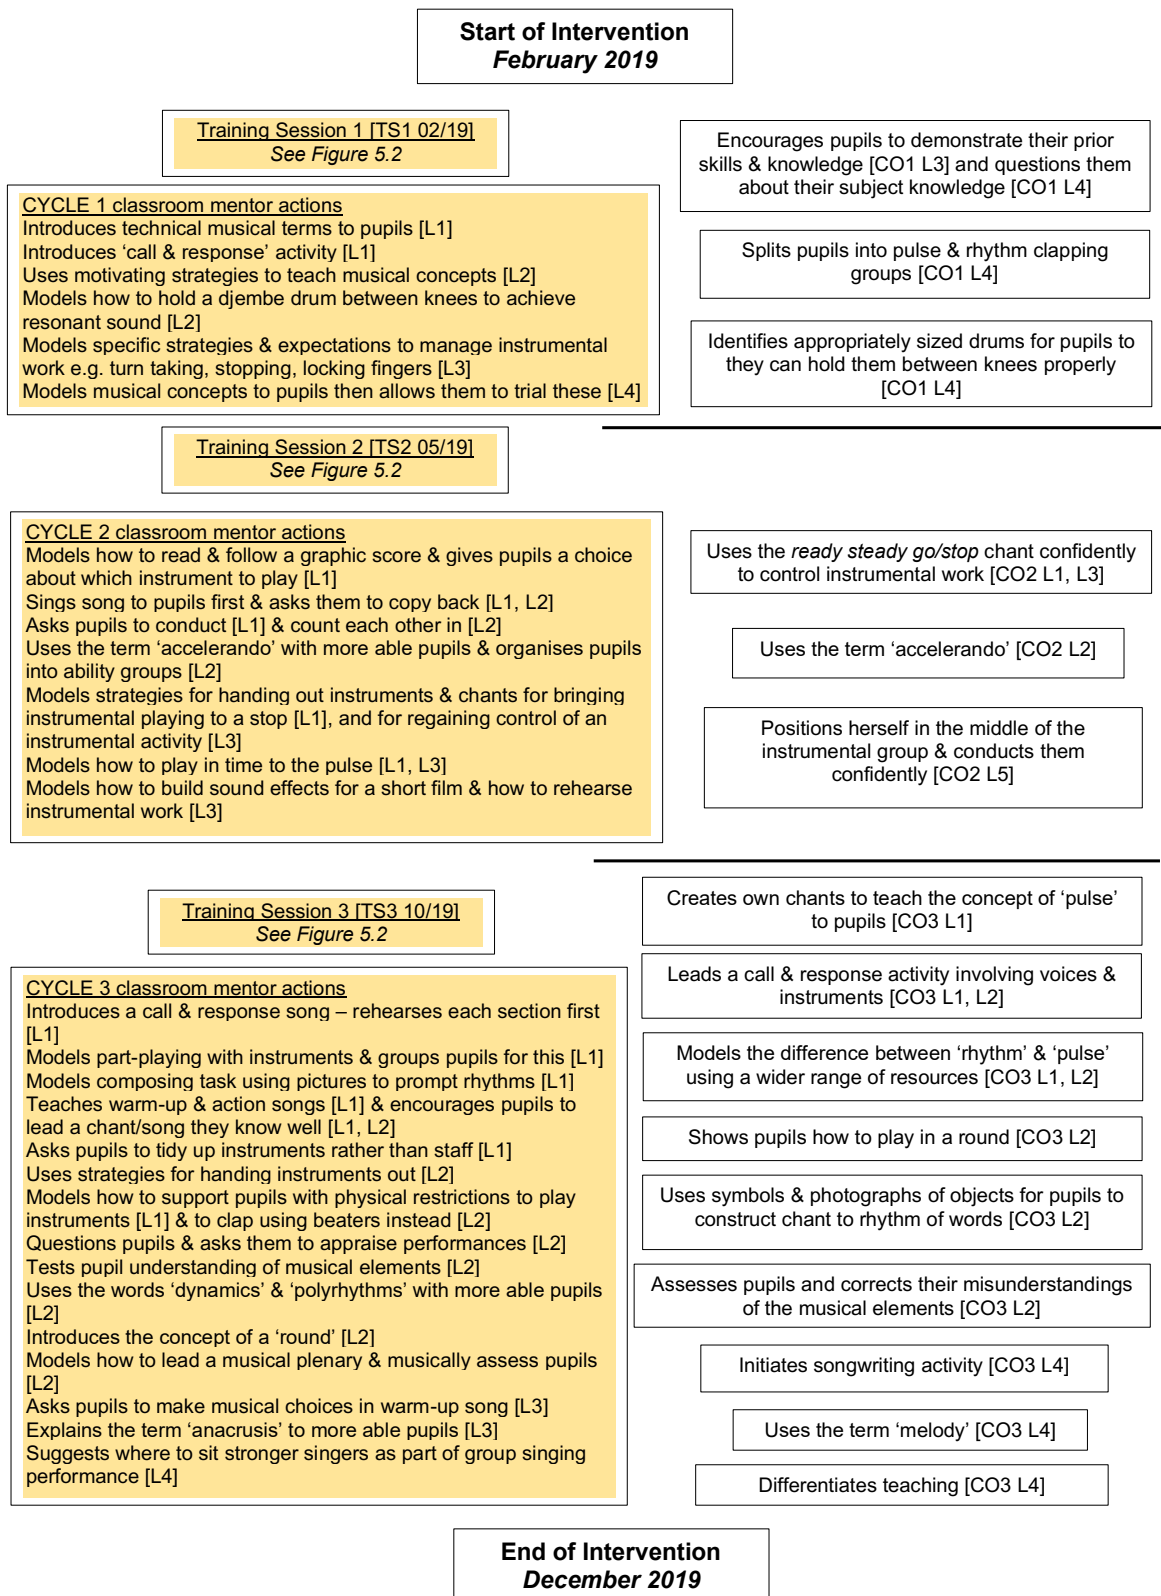 Start of Intervention
February 2019
Training Session 1 [TS1 02/19]
See Figure 5.2
CYCLE 1 classroom mentor actions
Introduces technical musical terms to pupils [L1]
Introduces ‘call & response’ activity [L1]
Uses motivating strategies to teach musical concepts [L2]
Models how to hold a djembe drum between knees to achieve
resonant sound [L2]
Models specific strategies & expectations to manage instrumental
work e.g. turn taking, stopping, locking fingers [L3]
Models musical concepts to pupils then allows them to trial these [L4]
Encourages pupils to demonstrate their prior
skills & knowledge [CO1 L3] and questions them
about their subject knowledge [CO1 L4]
Splits pupils into pulse & rhythm clapping
groups [CO1 L4]
Identifies appropriately sized drums for pupils to
they can hold them between knees properly
[CO1 L4]
Training Session 2 [TS2 05/19]
See Figure 5.2
CYCLE 2 classroom mentor actions
Models how to read & follow a graphic score & gives pupils a choice
about which instrument to play [L1]
Sings song to pupils first & asks them to copy back [L1, L2]
Asks pupils to conduct [L1] & count each other in [L2]
Uses the term ‘accelerando’ with more able pupils & organises pupils
into ability groups [L2]
Models strategies for handing out instruments & chants for bringing
instrumental playing to a stop [L1], and for regaining control of an
instrumental activity [L3]
Models how to play in time to the pulse [L1, L3]
Models how to build sound effects for a short film & how to rehearse
instrumental work [L3]
Uses the ready steady go/stop chant confidently
to control instrumental work [CO2 L1, L3]
Uses the term ‘accelerando’ [CO2 L2]
Positions herself in the middle of the
instrumental group & conducts them
confidently [CO2 L5]
Training Session 3 [TS3 10/19]
See Figure 5.2
CYCLE 3 classroom mentor actions
Introduces a call & response song – rehearses each section first
[L1]
Models part-playing with instruments & groups pupils for this [L1]
Models composing task using pictures to prompt rhythms [L1]
Teaches warm-up & action songs [L1] & encourages pupils to
lead a chant/song they know well [L1, L2]
Asks pupils to tidy up instruments rather than staff [L1]
Uses strategies for handing instruments out [L2]
Models how to support pupils with physical restrictions to play
instruments [L1] & to clap using beaters instead [L2]
Questions pupils & asks them to appraise performances [L2]
Tests pupil understanding of musical elements [L2]
Uses the words ‘dynamics’ & ‘polyrhythms’ with more able pupils
[L2]
Introduces the concept of a ‘round’ [L2]
Models how to lead a musical plenary & musically assess pupils
[L2]
Asks pupils to make musical choices in warm-up song [L3]
Explains the term ‘anacrusis’ to more able pupils [L3]
Suggests where to sit stronger singers as part of group singing
performance [L4]
Creates own chants to teach the concept of ‘pulse’
to pupils [CO3 L1]
Leads a call & response activity involving voices &
instruments [CO3 L1, L2]
Models the difference between ‘rhythm’ & ‘pulse’
using a wider range of resources [CO3 L1, L2]
Shows pupils how to play in a round [CO3 L2]
Uses symbols & photographs of objects for pupils to
construct chant to rhythm of words [CO3 L2]
Assesses pupils and corrects their misunderstandings
of the musical elements [CO3 L2]
Initiates songwriting activity [CO3 L4]
Uses the term ‘melody’ [CO3 L4]
Differentiates teaching [CO3 L4]
End of Intervention
December 2019